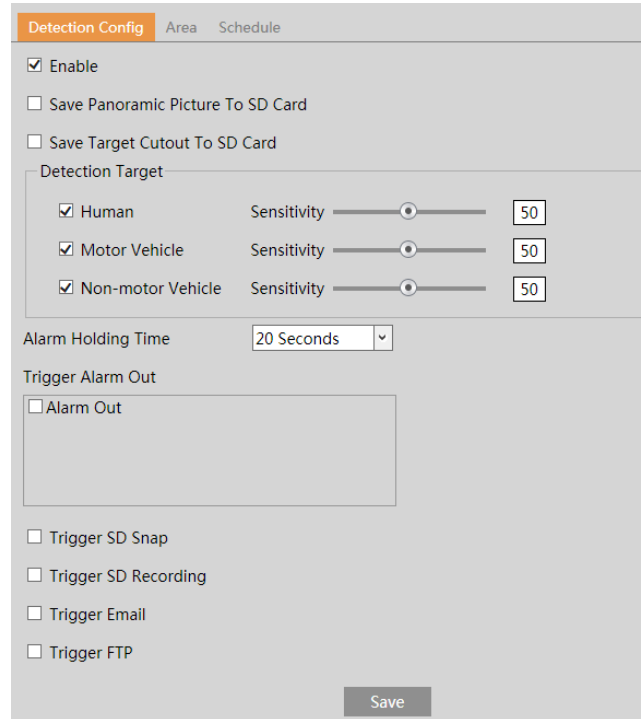 Detection Config Area Schedule
Enable
Save Panoramic Picture To SD Card
Save Target Cutout To SD Card
Detection Target
Human Sensitivity 50
Motor Vehicle Sensitivity 50
Non-motor Vehicle Sensitivity 50
Alarm Holding Time 20 Seconds
Trigger Alarm Out
Alarm Out
Trigger SD Snap
Trigger SD Recording
Trigger Email
Trigger FTP
Save